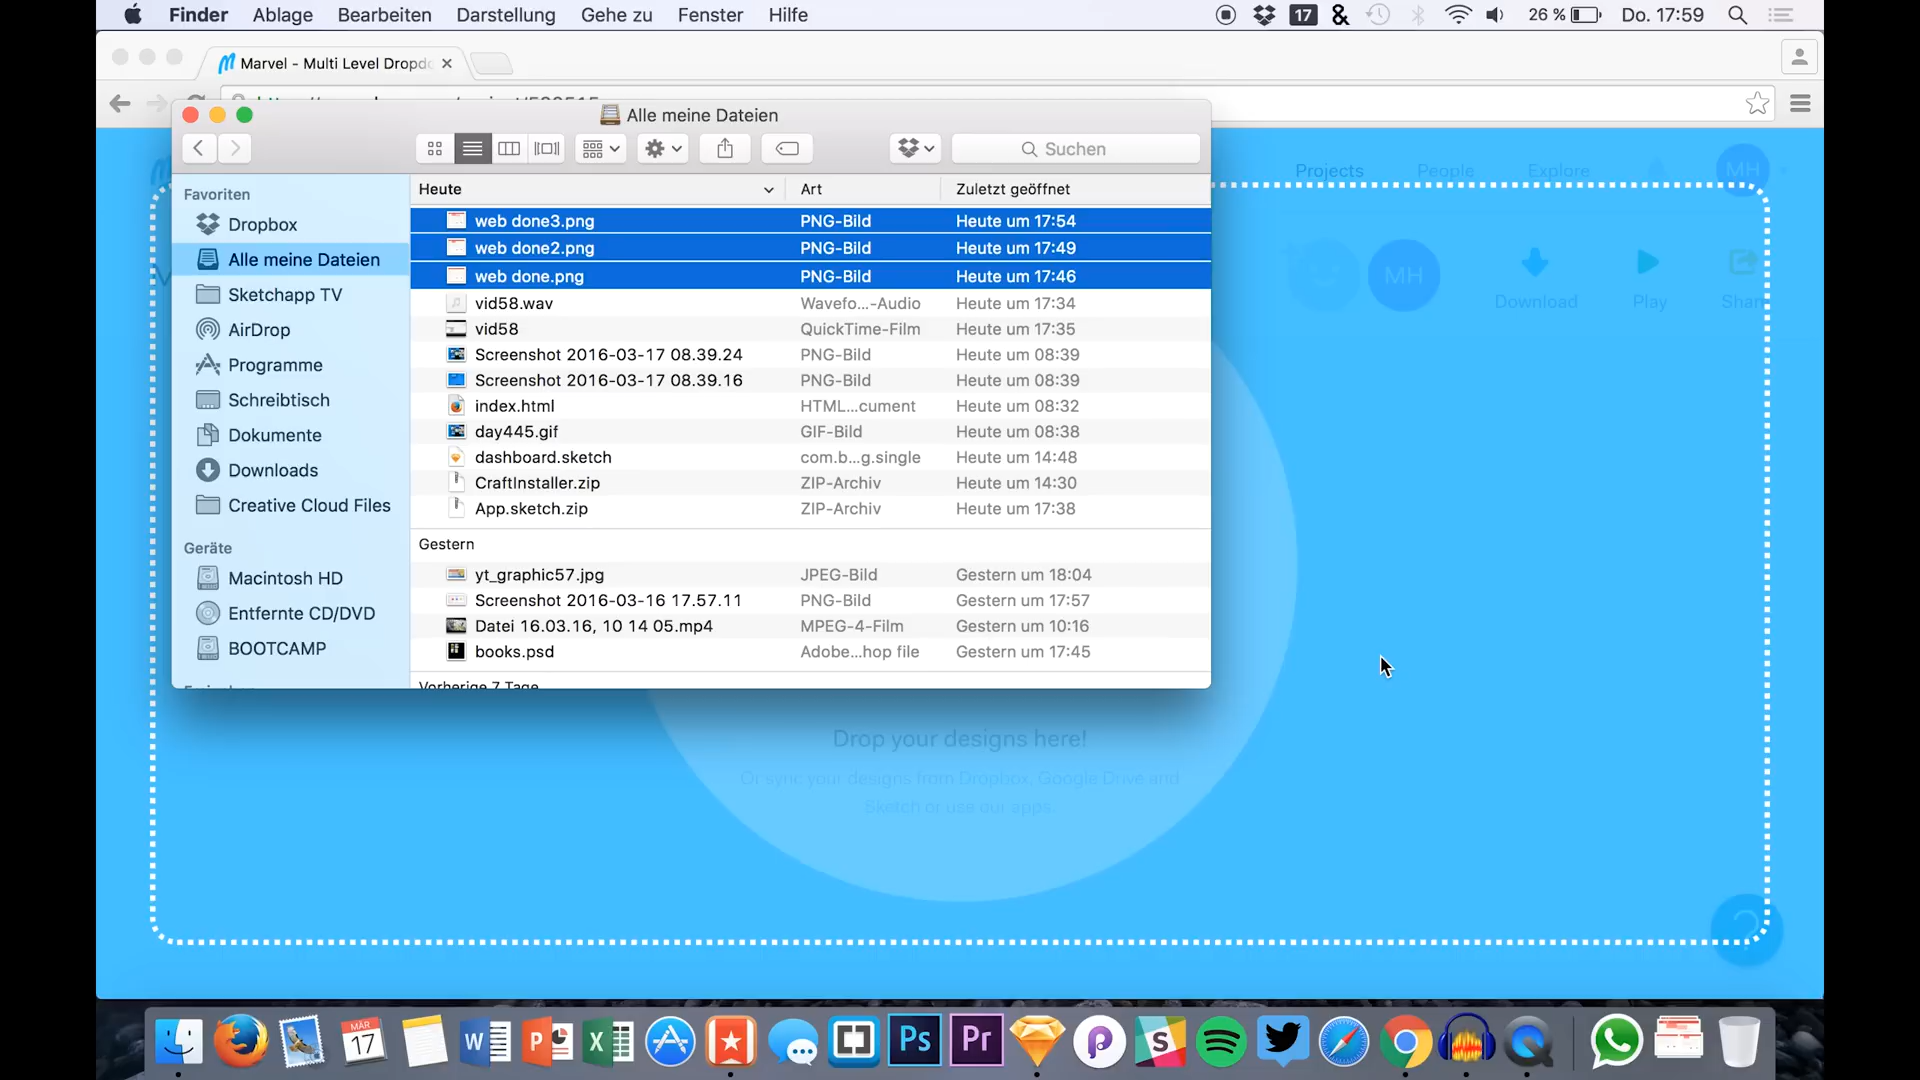 Finder Ablage Bearbeiten Darstellung Gehe zu Fenster Hilfe 17 26 % Do. 17:59
Marvel - Multi Level Dropd
Alle meine Dateien
Suchen
Projects People Explore MH
MH Download Play Shar
Favoriten
Dropbox
Alle meine Dateien
Sketchapp TV
AirDrop
Programme
Schreibtisch
Dokumente
Downloads
Creative Cloud Files
Geräte
Macintosh HD
Entfernte CD/DVD
BOOTCAMP
Heute Art Zuletzt geöffnet
web done3.png PNG-Bild Heute um 17:54
web done2.png PNG-Bild Heute um 17:49
web done.png PNG-Bild Heute um 17:46
vid58.wav Wavefo...-Audio Heute um 17:34
vid58 QuickTime-Film Heute um 17:35
Screenshot 2016-03-17 08.39.24 PNG-Bild Heute um 08:39
Screenshot 2016-03-17 08.39.16 PNG-Bild Heute um 08:39
index.html HTML...cument Heute um 08:32
day445.gif GIF-Bild Heute um 08:38
dashboard.sketch com.b...g.single Heute um 14:48
CraftInstaller.zip ZIP-Archiv Heute um 14:30
App.sketch.zip ZIP-Archiv Heute um 17:38
Gestern
yt_graphic57.jpg JPEG-Bild Gestern um 18:04
Screenshot 2016-03-16 17.57.11 PNG-Bild Gestern um 17:57
Datei 16.03.16, 10 14 05.mp4 MPEG-4-Film Gestern um 10:16
books.psd Adobe...hop file Gestern um 17:45
Vorherige 7 Tage
Drop your designs here!
Or sync your designs from Dropbox, Google Drive and
Sketch or use our apps.
?
MÄR
17
W P X Ps Pr